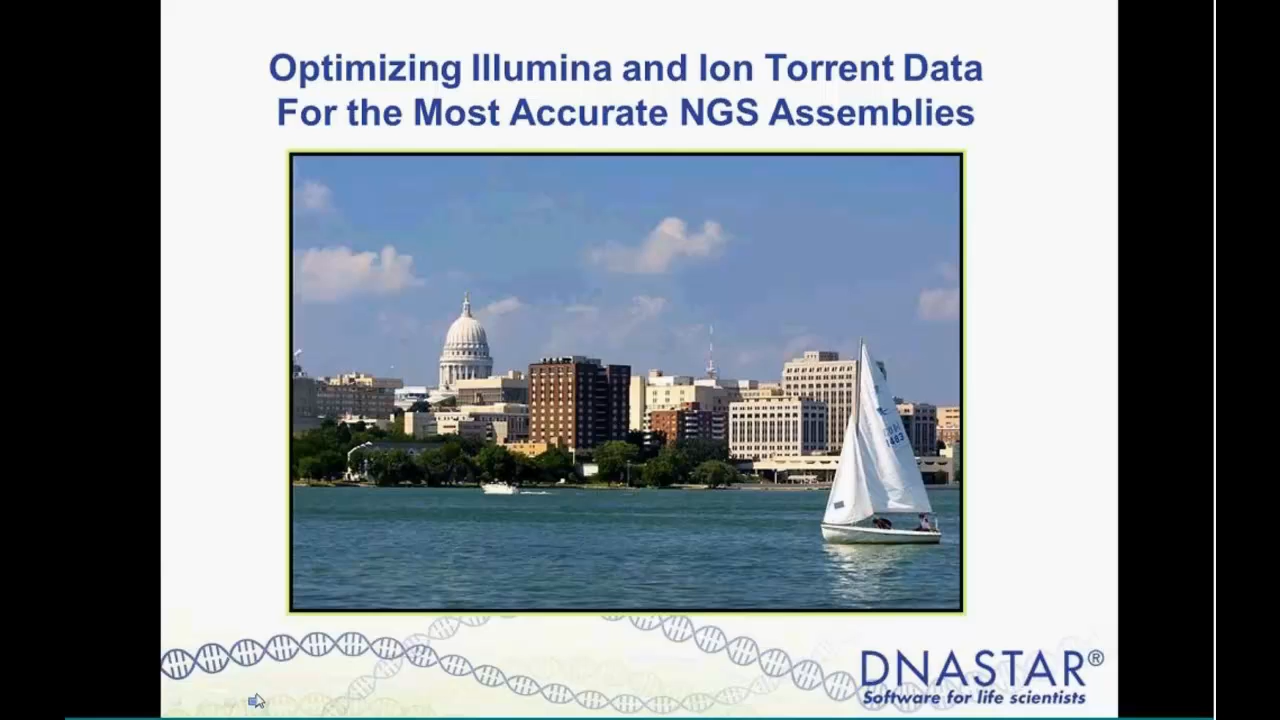 Optimizing Illumina and Ion Torrent Data
For the Most Accurate NGS Assemblies
DNASTAR®
Software for life scientists